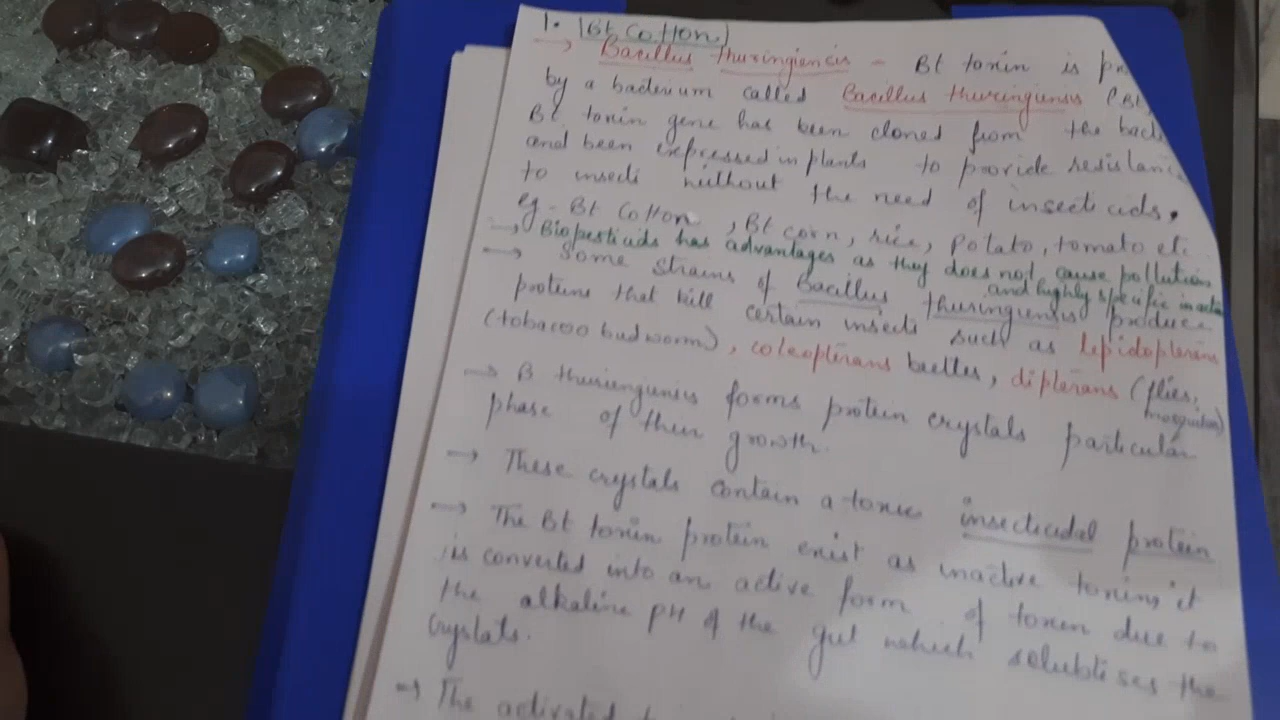 1. Bt Cotton
→ Bacillus thuringiensis - Bt toxin is
by a bacterium called Bacillus thuringiensis (Bt
Bt toxin gene has been cloned from the
and been expressed in plants to provide resistance
to insects without the need of insecticids.
eg - Bt Cotton, Bt corn, rice, potato, tomato etc.
→ Biopesticids has advantages as they does not cause pollution
and highly specific in
→ Some strains of Bacillus thuringiensis produce
proteins that kill certain insects such as lepidopterans
(tobacoo budworm), coleopterans beetles, dipterans (flies,
mosquitoes)
→ B thuriengunsis forms protein crystals particular
phase of their growth.
→ These crystals contain a toxic insecticidal protein
→ The Bt toxin protein exist as inactive toxins it
is converted into an active form of toxin due to
the alkaline pH of the gut which solubtises the
crystals.
→ The activated